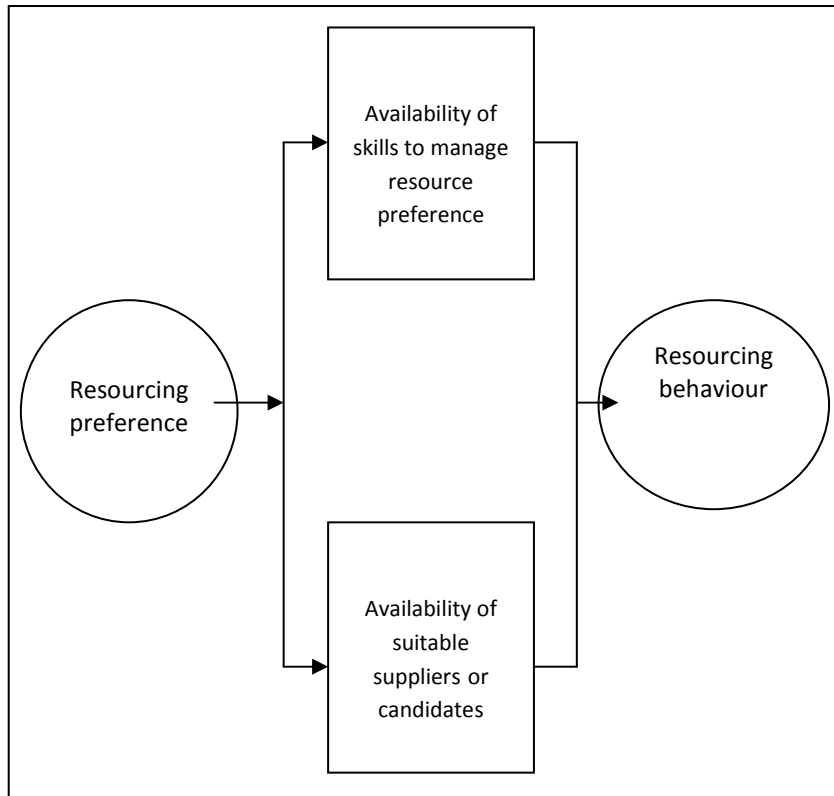 Availability of
skills to manage
resource
preference
Resourcing
preference
Resourcing
behaviour
Availability of
suitable
suppliers or
candidates